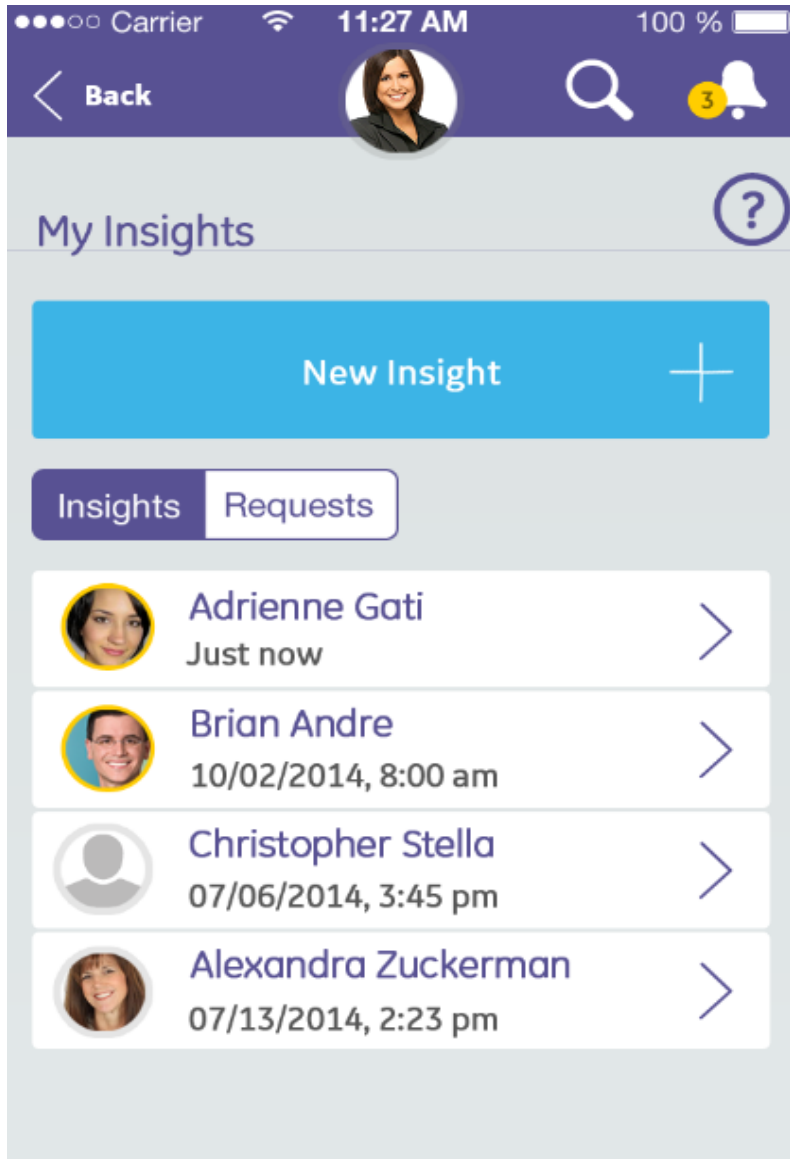 Carrier 11:27 AM 100 %
Back 3
?
My Insights
New Insight
Insights Requests
Adrienne Gati
Just now
Brian Andre
10/02/2014, 8:00 am
Christopher Stella
07/06/2014, 3:45 pm
Alexandra Zuckerman
07/13/2014, 2:23 pm